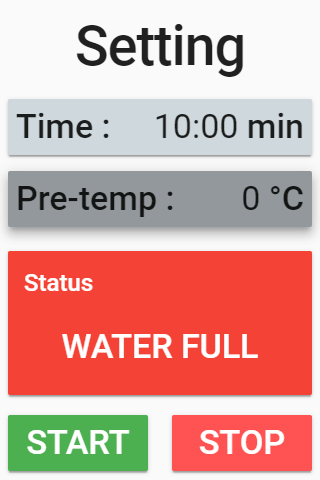 Setting
Time : 10:00 min
Pre-temp : 0 °C
Status
WATER FULL
START STOP